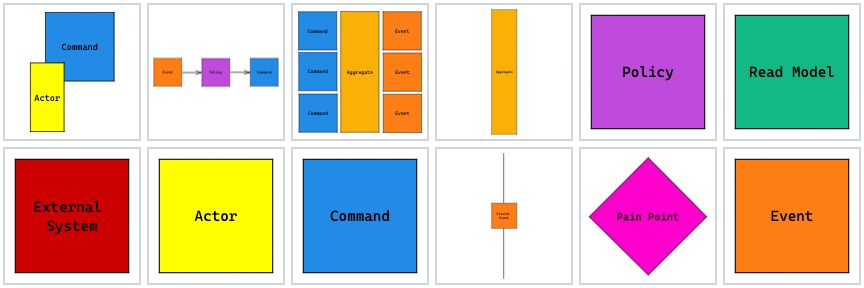 Command
Actor
Event
Policy
Command
Command
Command
Command
Aggregate
Event
Event
Event
Aggregate
Policy
Read Model
External
System
Actor
Command
Pivotal
Event
Pain Point
Event